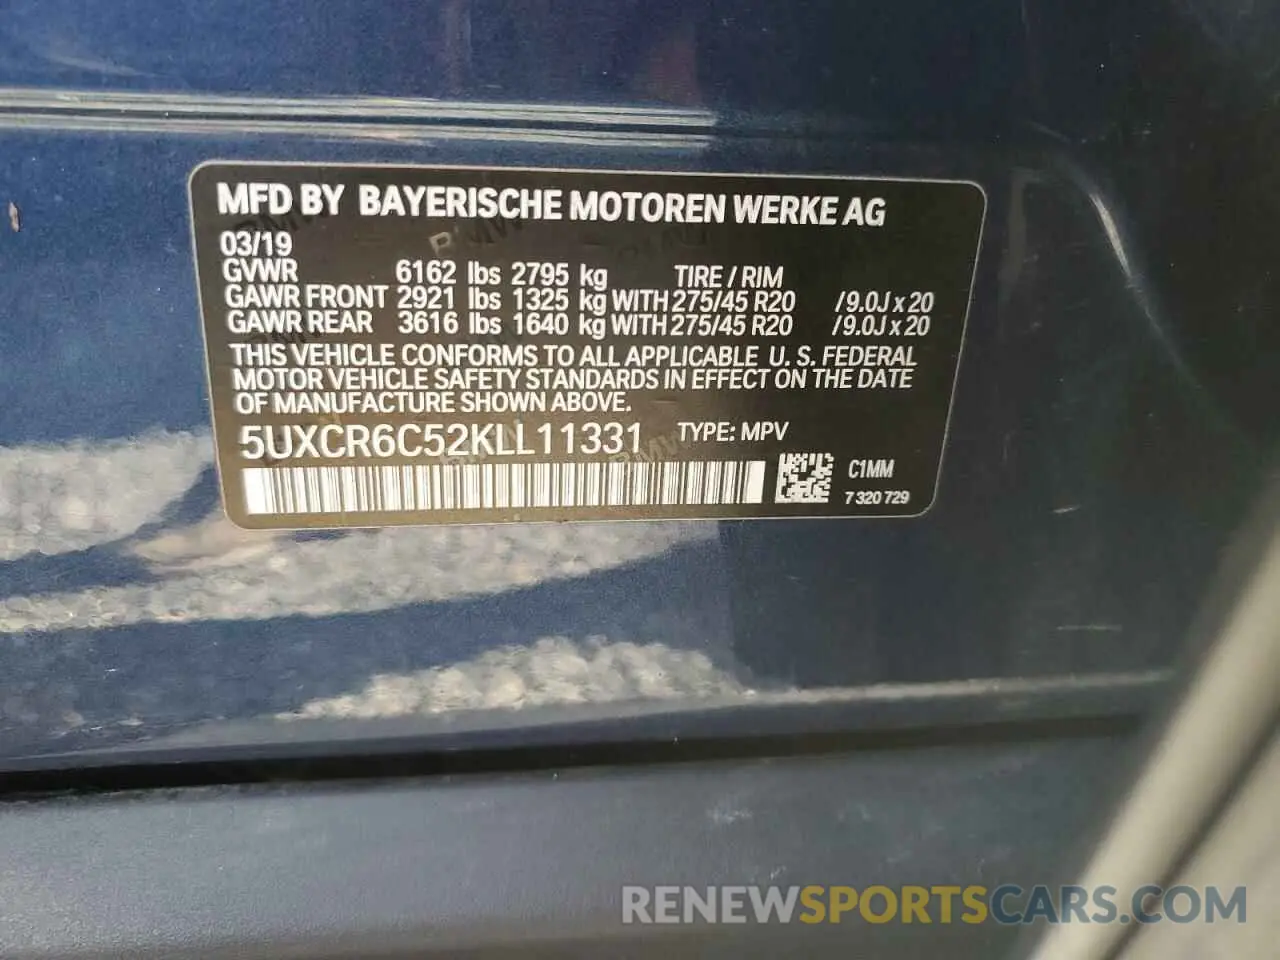 MFD BY BAYERISCHE MOTOREN WERKE AG
03/19
GVWR 6162 lbs 2795 kg TIRE / RIM
GAWR FRONT 2921 lbs 1325 kg WITH 275/45 R20 / 9.0J x 20
GAWR REAR 3616 lbs 1640 kg WITH 275/45 R20 / 9.0J x 20
THIS VEHICLE CONFORMS TO ALL APPLICABLE U. S. FEDERAL
MOTOR VEHICLE SAFETY STANDARDS IN EFFECT ON THE DATE
OF MANUFACTURE SHOWN ABOVE.
5UXCR6C52KLL11331 TYPE: MPV
C1MM
7 320 729
RENEWSPORTSCARS.COM